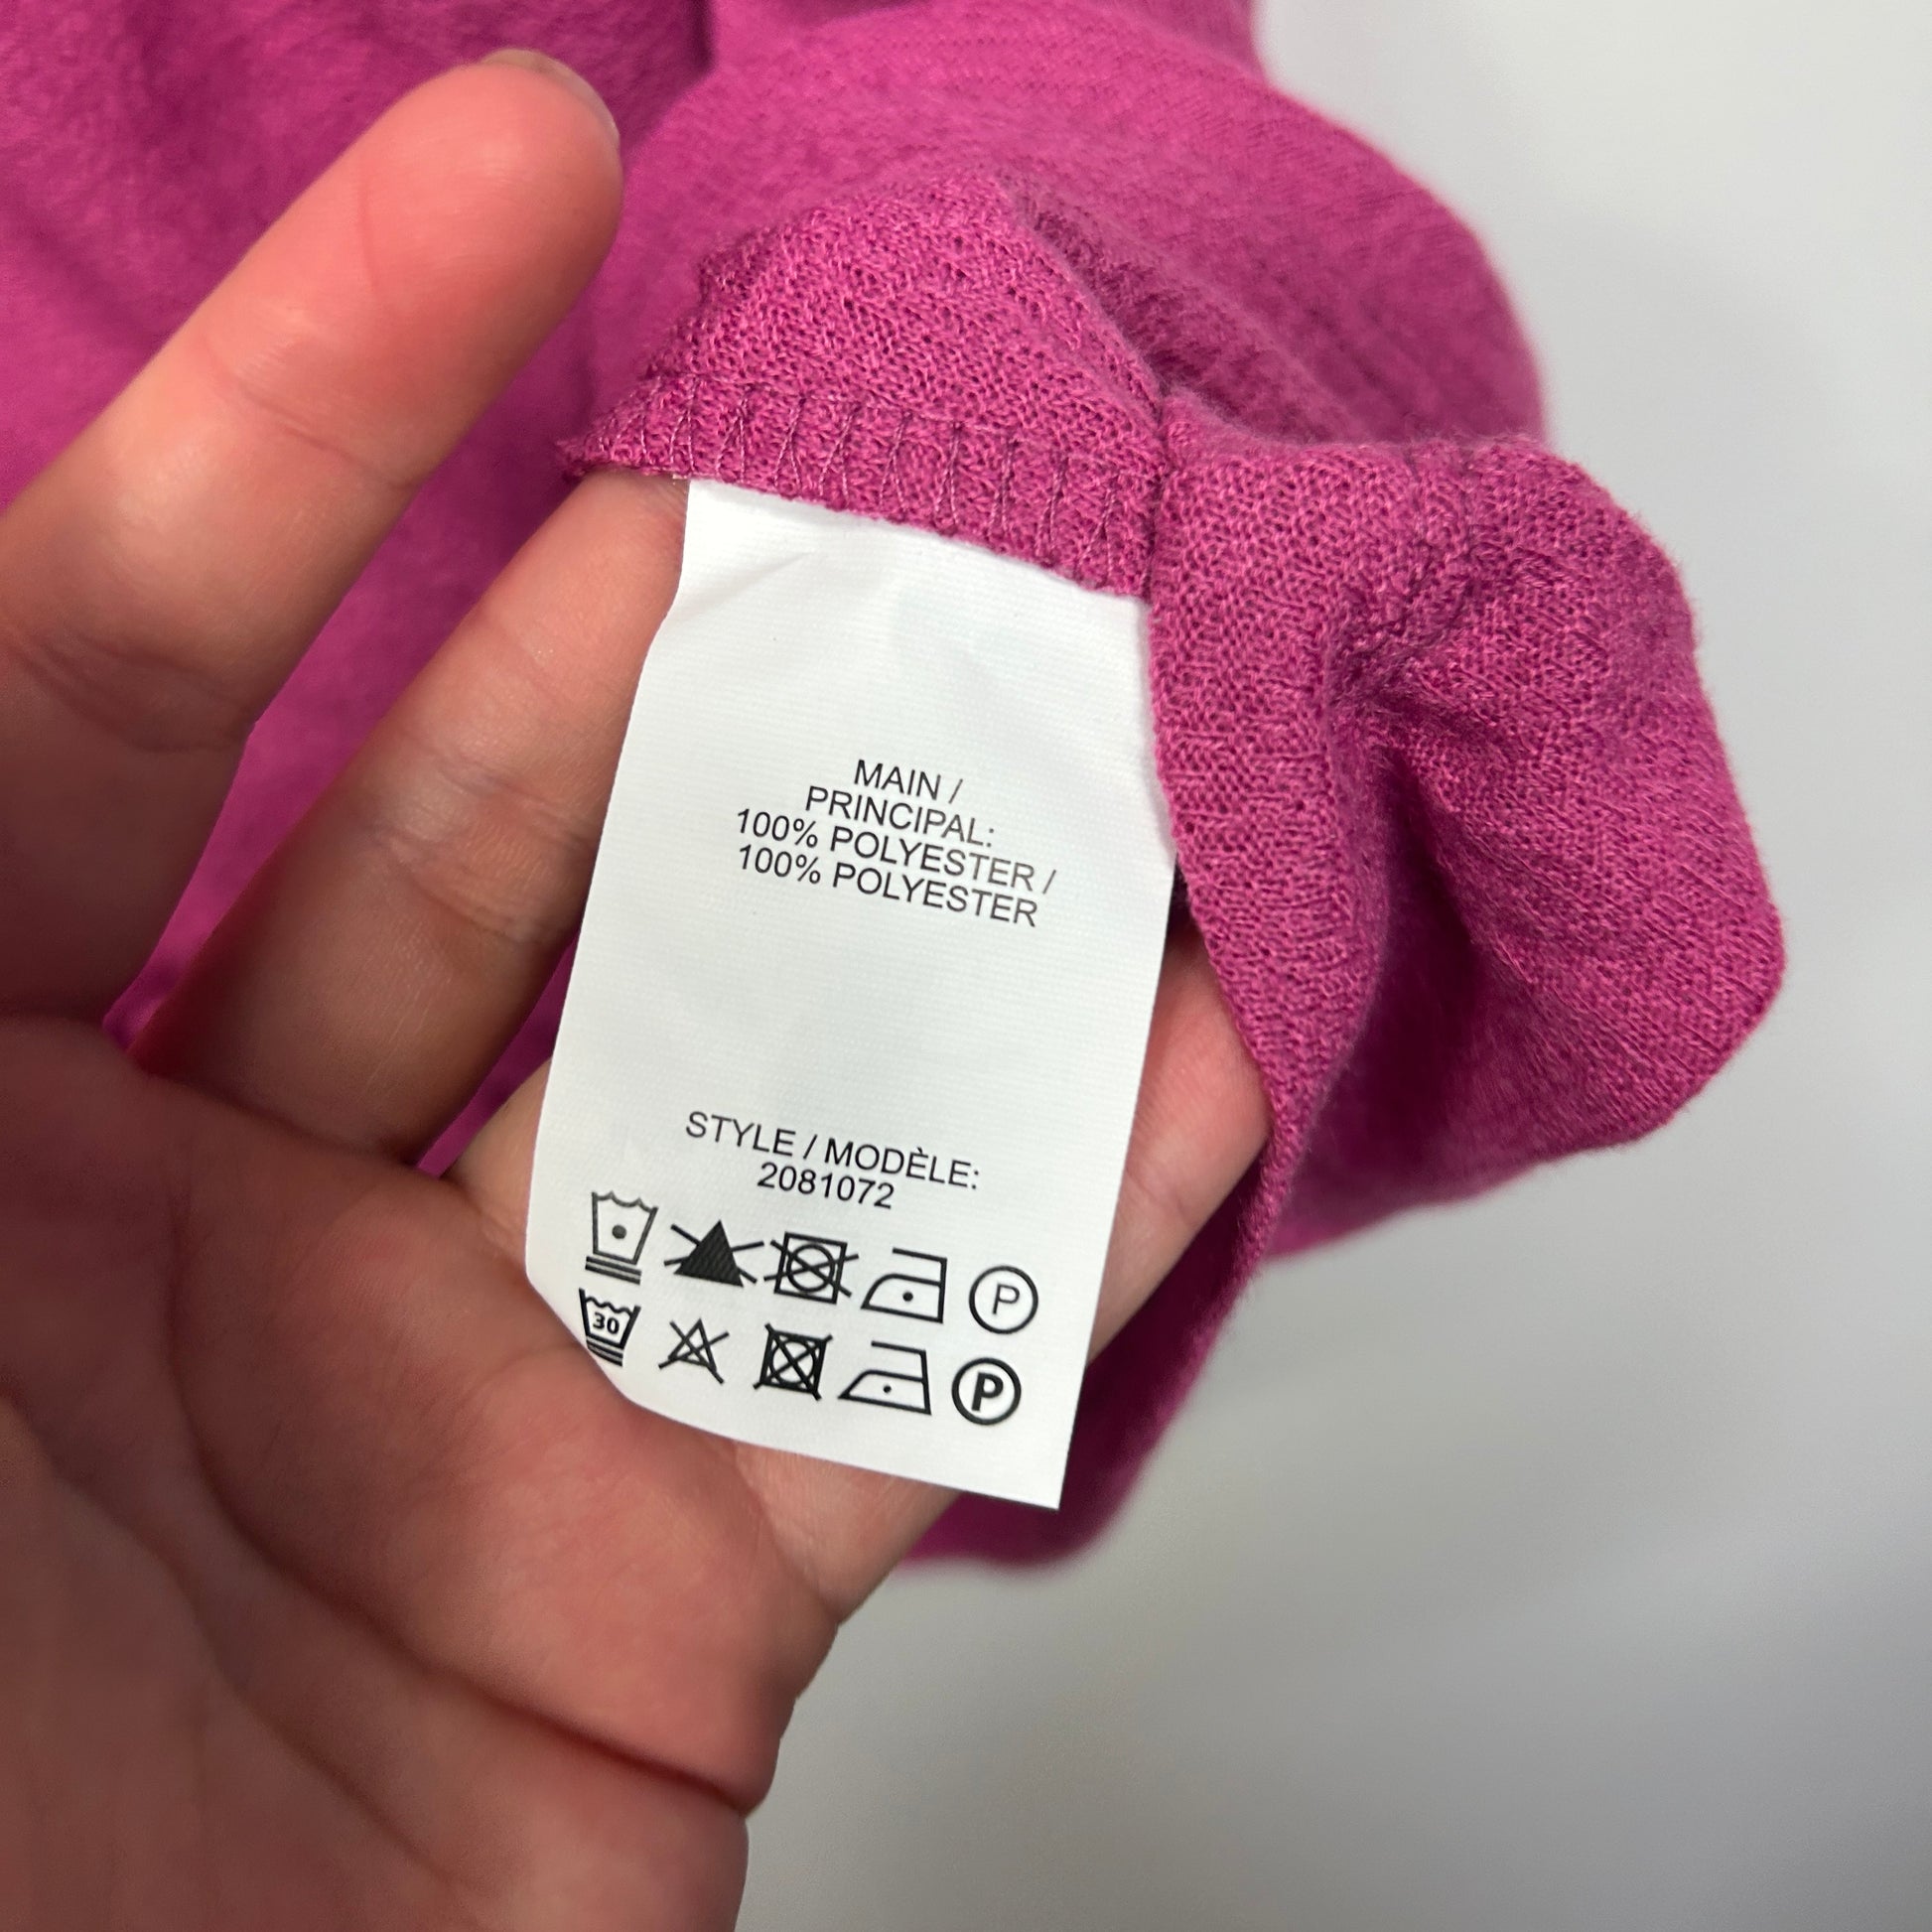 MAIN /
PRINCIPAL:
100% POLYESTER /
100% POLYESTER
STYLE / MODÈLE:
2081072
P
30
P